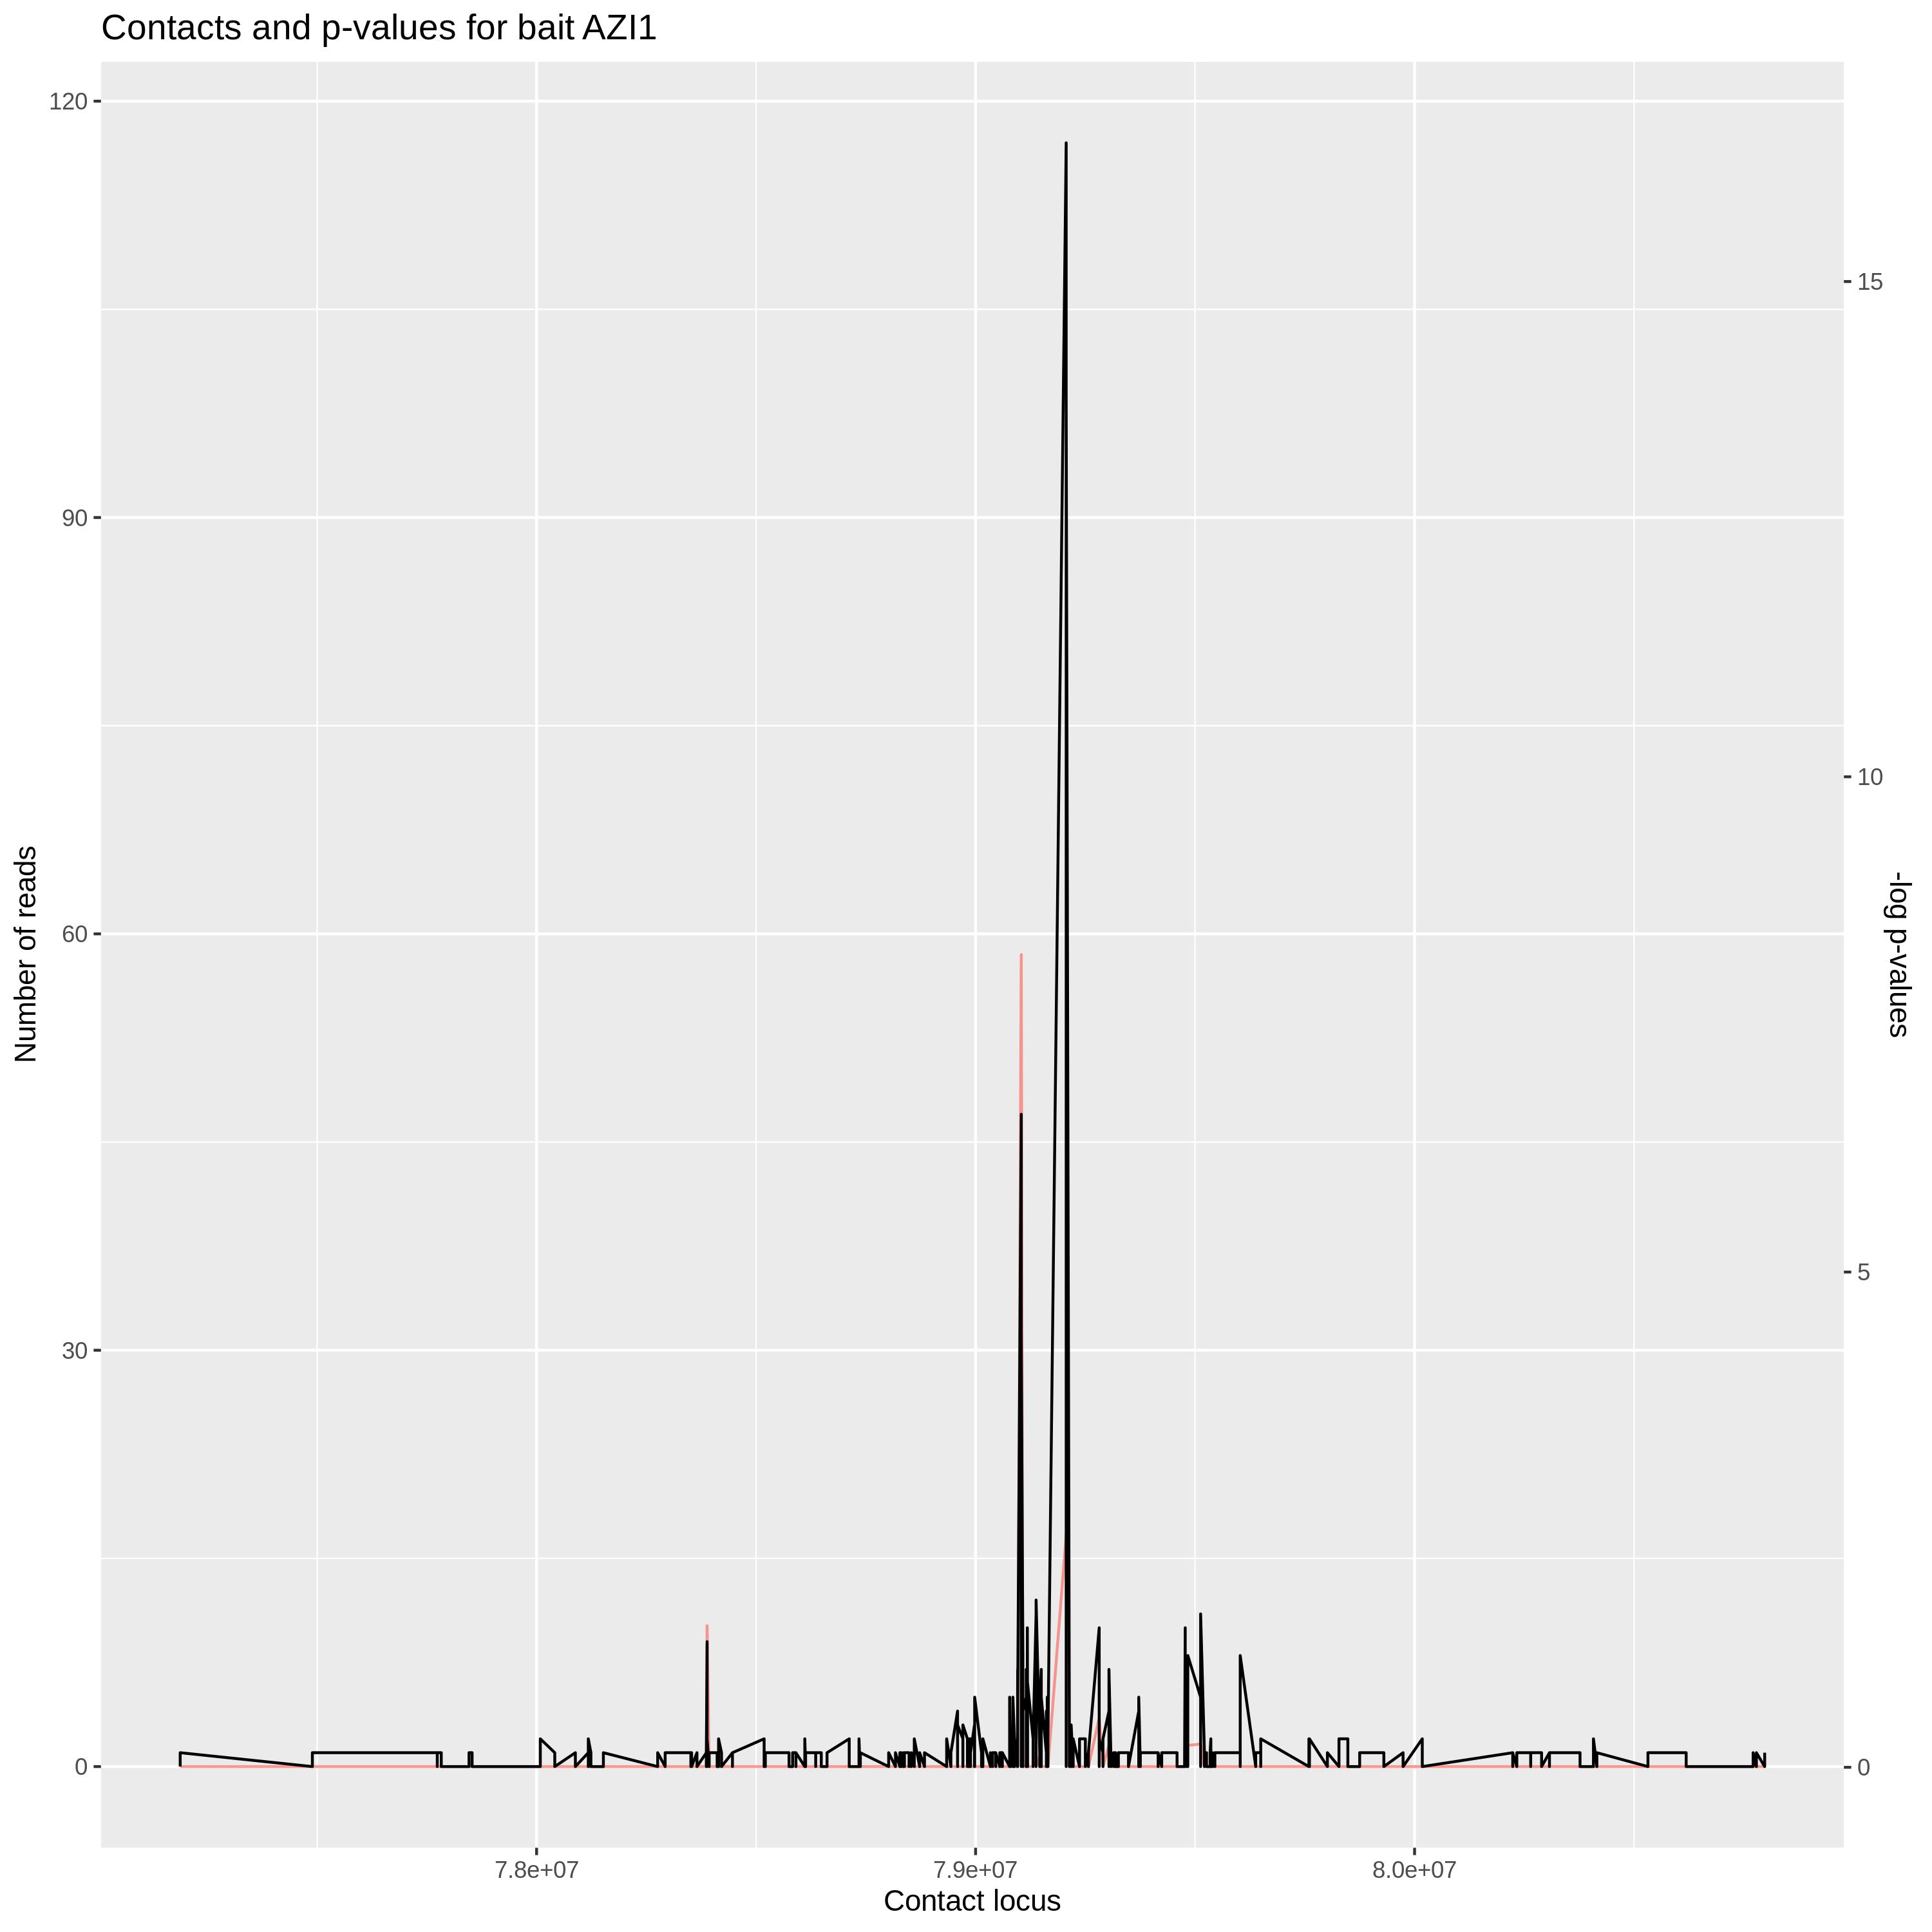 Contacts and p-values for bait AZI1
120
90
60
30
0
Number of reads
15
10
5
0
-log p-values
7.8e+07
7.9e+07
8.0e+07
Contact locus